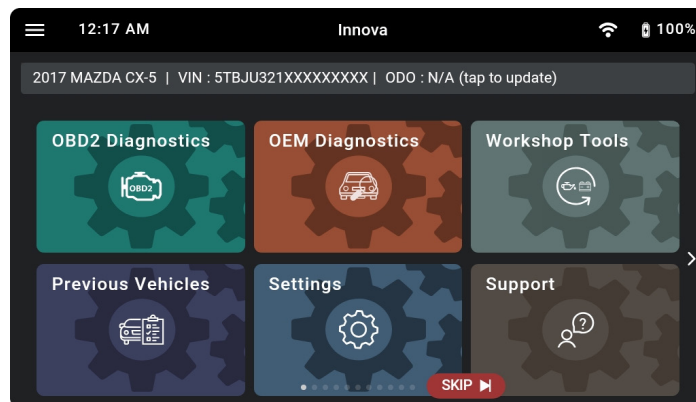 12:17 AM Innova 100%
2017 MAZDA CX-5 | VIN : 5TBJU321XXXXXXXXX | ODO : N/A (tap to update)
OBD2 Diagnostics OEM Diagnostics Workshop Tools
OBD2
Previous Vehicles Settings Support
SKIP